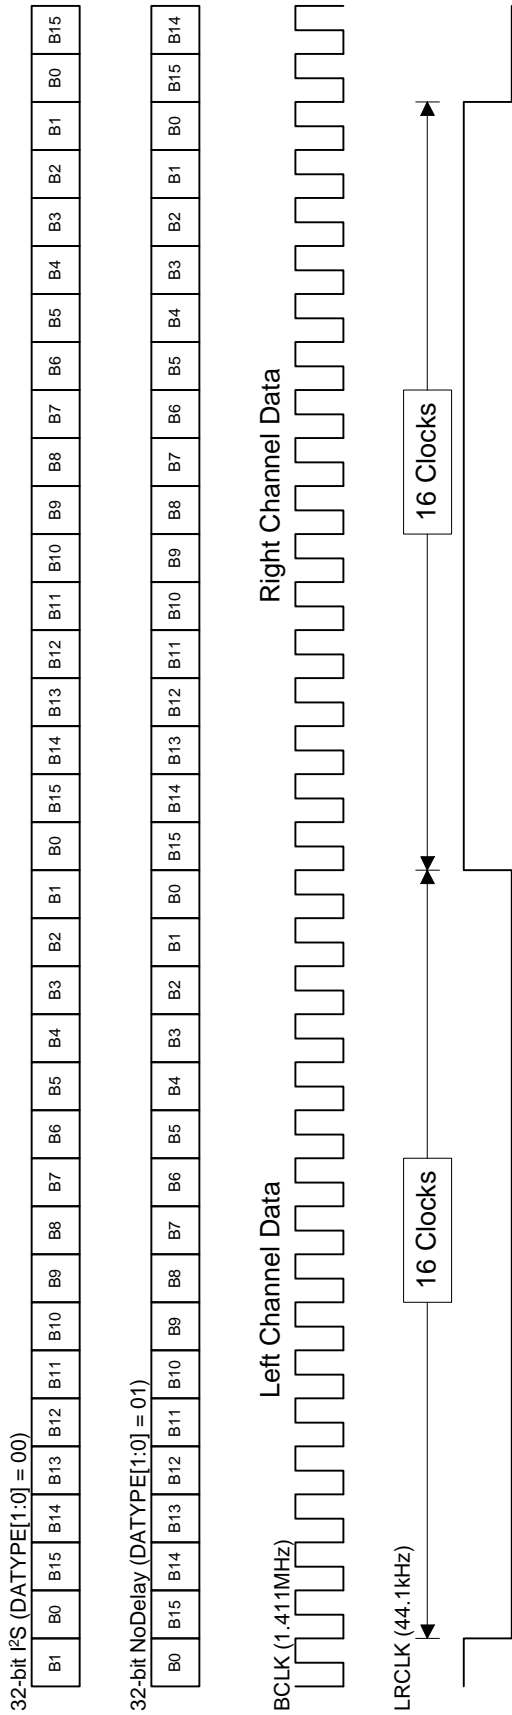 32-bit I²S (DATYPE[1:0] = 00)
B1 B0 B15 B14 B13 B12 B11 B10 B9 B8 B7 B6 B5 B4 B3 B2 B1 B0 B15 B14 B13 B12 B11 B10 B9 B8 B7 B6 B5 B4 B3 B2 B1 B0 B15
32-bit NoDelay (DATYPE[1:0] = 01)
B0 B15 B14 B13 B12 B11 B10 B9 B8 B7 B6 B5 B4 B3 B2 B1 B0 B15 B14 B13 B12 B11 B10 B9 B8 B7 B6 B5 B4 B3 B2 B1 B0 B15 B14
Left Channel Data
Right Channel Data
BCLK (1.411MHz)
LRCLK (44.1kHz)
16 Clocks
16 Clocks